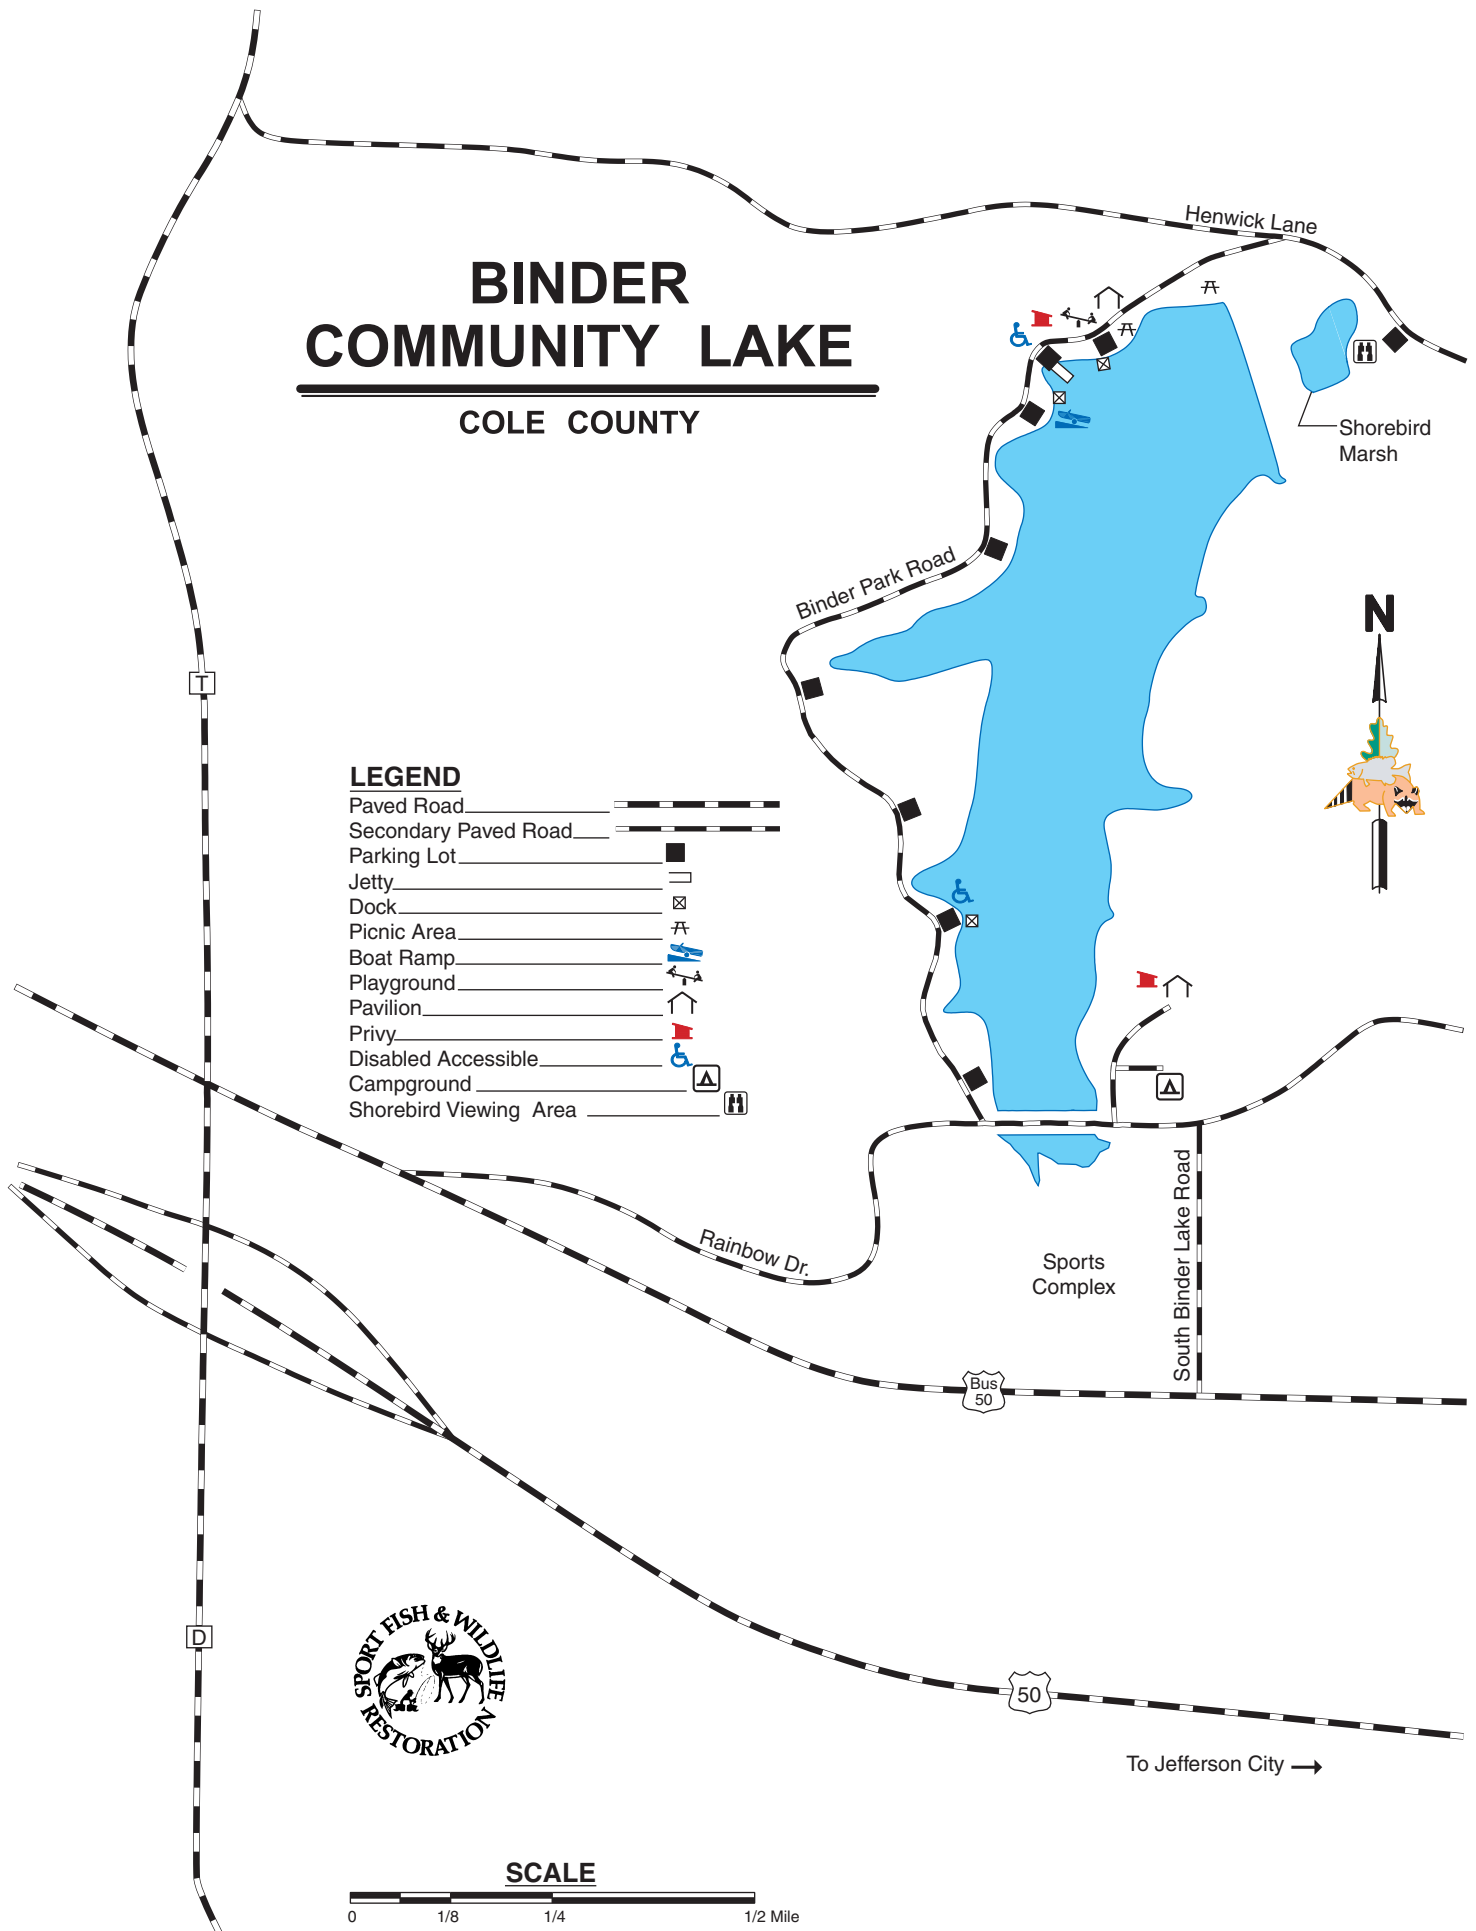 Henwick Lane
BINDER
COMMUNITY LAKE
COLE COUNTY
Shorebird
Marsh
Binder Park Road
N
T
LEGEND
Paved Road
Secondary Paved Road
Parking Lot
Jetty
Dock
Picnic Area
Boat Ramp
Playground
Pavilion
Privy
Disabled Accessible
Campground
Shorebird Viewing Area
Rainbow Dr.
Sports
Complex
South Binder Lake Road
Bus
50
D
SPORT FISH & WILDLIFE
RESTORATION
50
To Jefferson City
SCALE
0 1/8 1/4 1/2 Mile